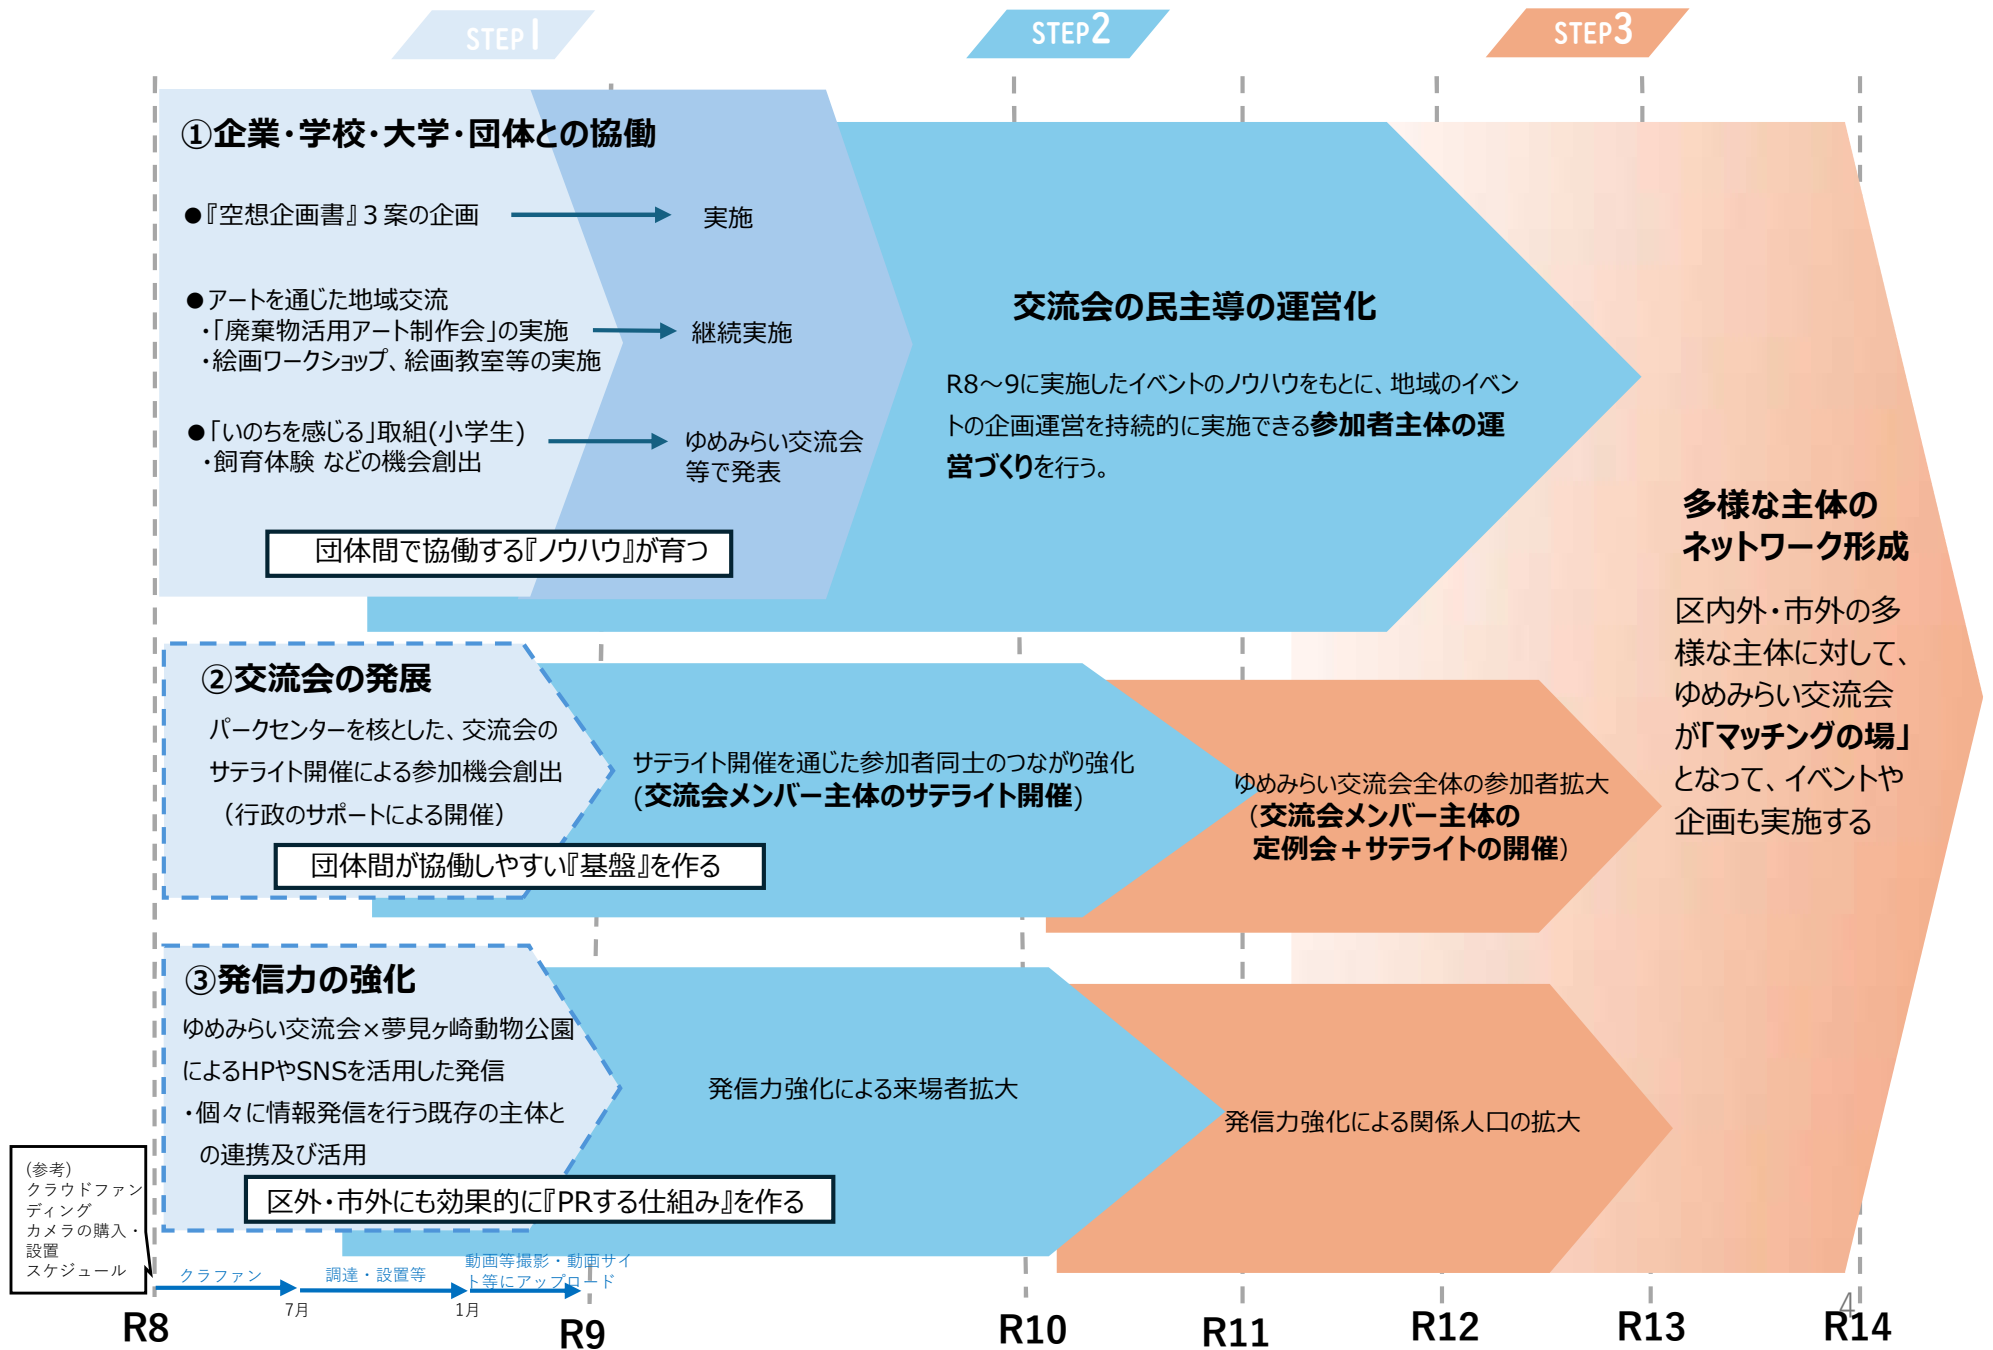 STEP1
STEP2
STEP3
①企業・学校・大学・団体との協働
●『空想企画書』３案の企画
実施
●アートを通じた地域交流
・「廃棄物活用アート制作会」の実施
・絵画ワークショップ、絵画教室等の実施
継続実施
●「いのちを感じる」取組(小学生)
・飼育体験 などの機会創出
ゆめみらい交流会
等で発表
団体間で協働する『ノウハウ』が育つ
交流会の民主導の運営化
R8～9に実施したイベントのノウハウをもとに、地域のイベン
トの企画運営を持続的に実施できる参加者主体の運
営づくりを行う。
②交流会の発展
パークセンターを核とした、交流会の
サテライト開催による参加機会創出
（行政のサポートによる開催）
団体間が協働しやすい『基盤』を作る
サテライト開催を通じた参加者同士のつながり強化
(交流会メンバー主体のサテライト開催)
ゆめみらい交流会全体の参加者拡大
（交流会メンバー主体の
定例会＋サテライトの開催）
多様な主体の
ネットワーク形成
区内外・市外の多
様な主体に対して、
ゆめみらい交流会
が「マッチングの場」
となって、イベントや
企画も実施する
③発信力の強化
ゆめみらい交流会×夢見ヶ崎動物公園
によるHPやSNSを活用した発信
・個々に情報発信を行う既存の主体と
の連携及び活用
区外・市外にも効果的に『PRする仕組み』を作る
発信力強化による来場者拡大
発信力強化による関係人口の拡大
(参考)
クラウドファン
ディング
カメラの購入・
設置
スケジュール
クラファン
調達・設置等
動画等撮影・動画サイ
ト等にアップロード
7月
1月
R8
R9
R10
R11
R12
R13
R14
4